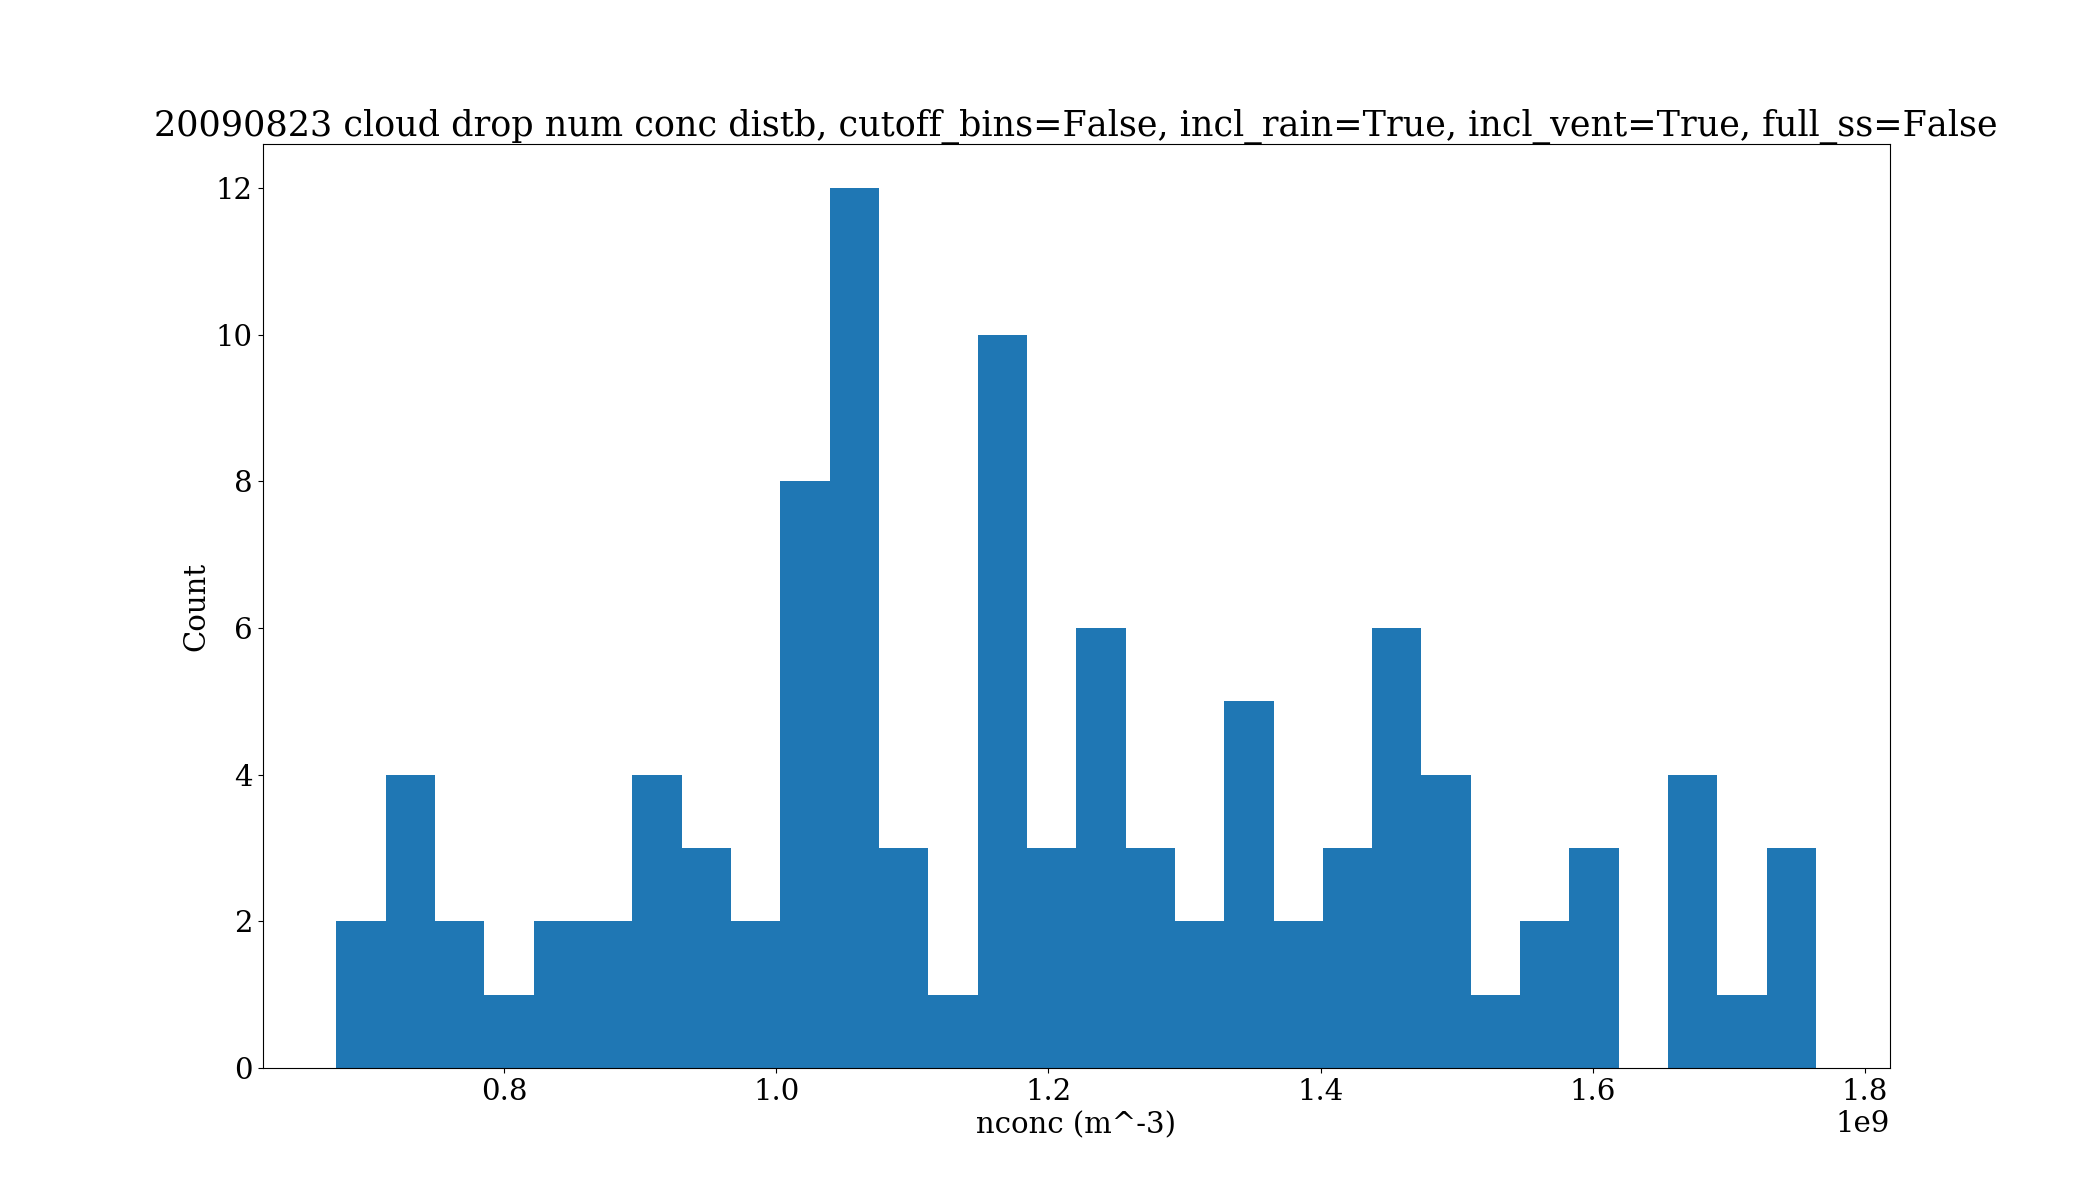 20090823 cloud drop num conc distb, cutoff_bins=False, incl_rain=True, incl_vent=True, full_ss=False
12
10
8
6
4
2
0
Count
0.8 1.0 1.2 1.4 1.6 1.8
1e9
nconc (m^-3)